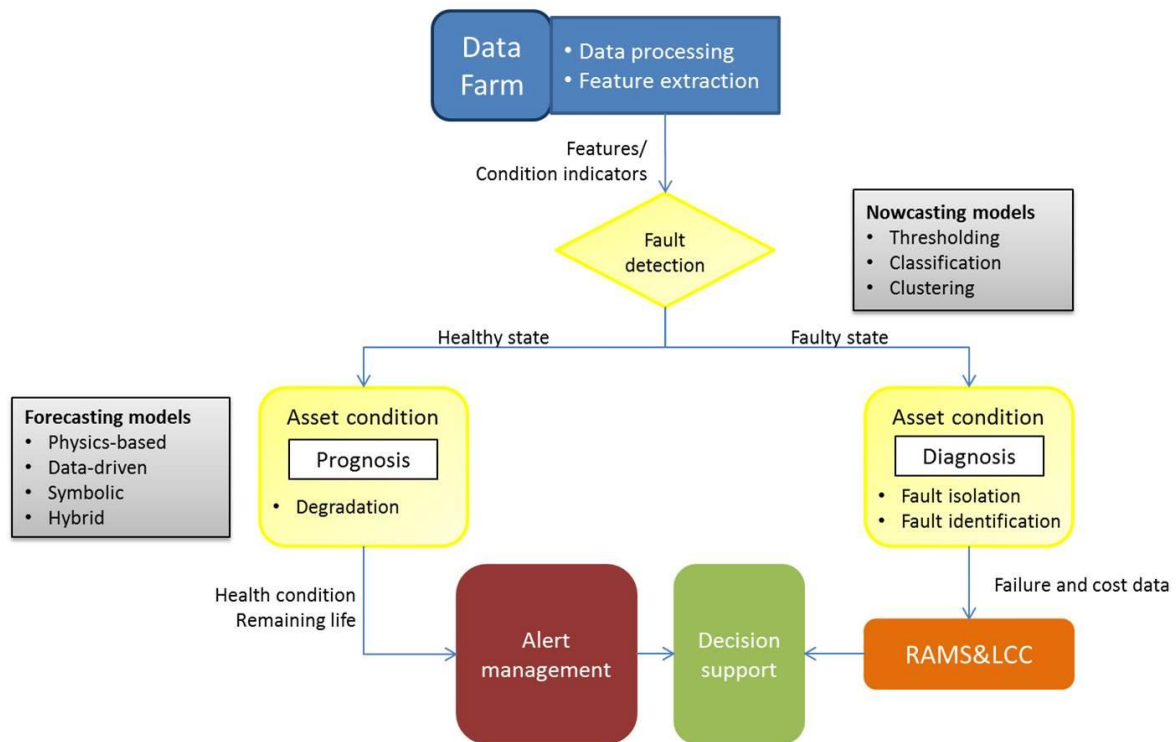 Data
Farm
• Data processing
• Feature extraction
Features/
Condition indicators
Fault
detection
Nowcasting models
• Thresholding
• Classification
• Clustering
Healthy state
Faulty state
Forecasting models
• Physics-based
• Data-driven
• Symbolic
• Hybrid
Asset condition
Prognosis
• Degradation
Asset condition
Diagnosis
• Fault isolation
• Fault identification
Health condition
Remaining life
Failure and cost data
Alert
management
Decision
support
RAMS&LCC